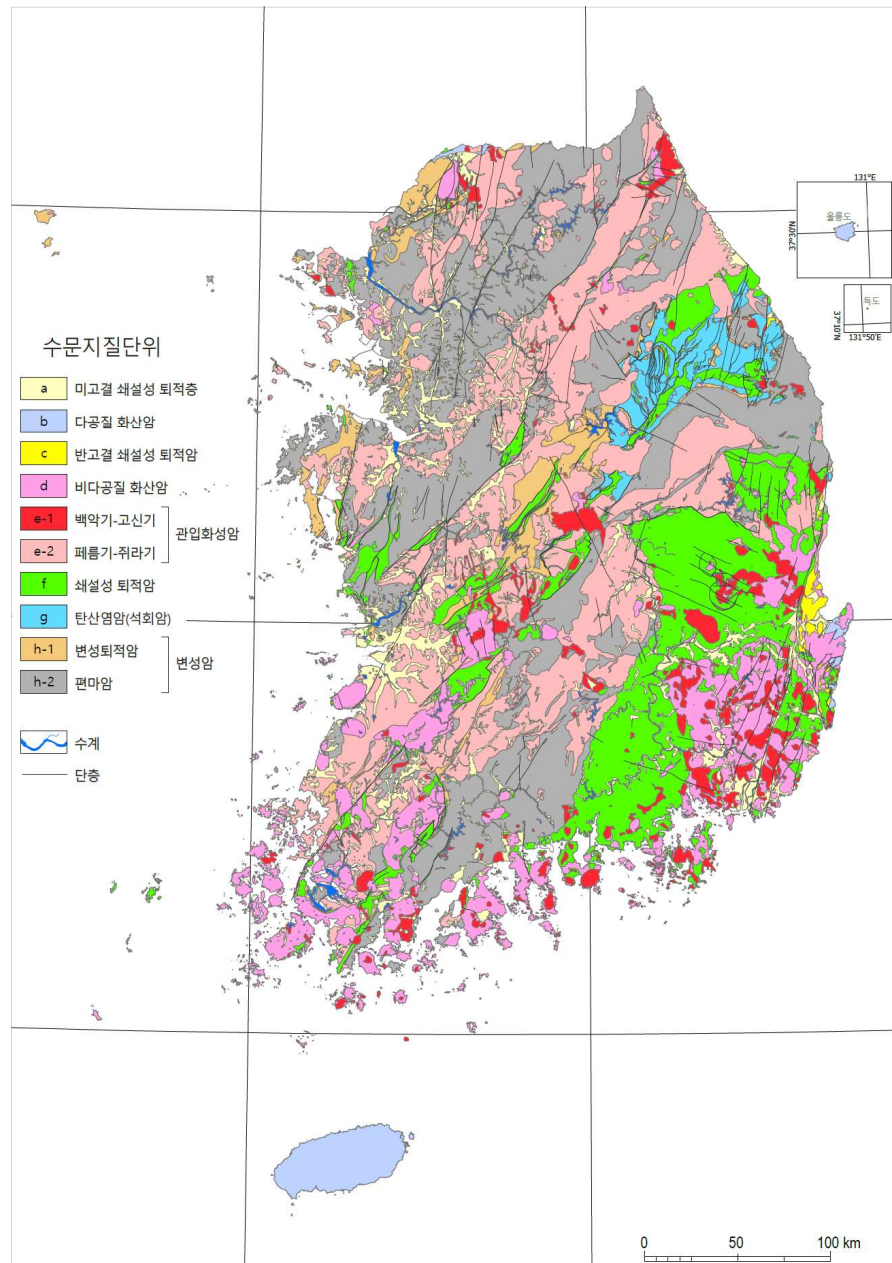 131°E
울릉도
37°30'N
독도
37°10'N
131°50'E
수문지질단위
a 미고결 쇄설성 퇴적층
b 다공질 화산암
c 반고결 쇄설성 퇴적암
d 비다공질 화산암
e-1 백악기-고신기
관입화성암
e-2 페름기-쥐라기
f 쇄설성 퇴적암
g 탄산염암(석회암)
h-1 변성퇴적암
변성암
h-2 편마암
수계
단층
서울
0 50 100 km